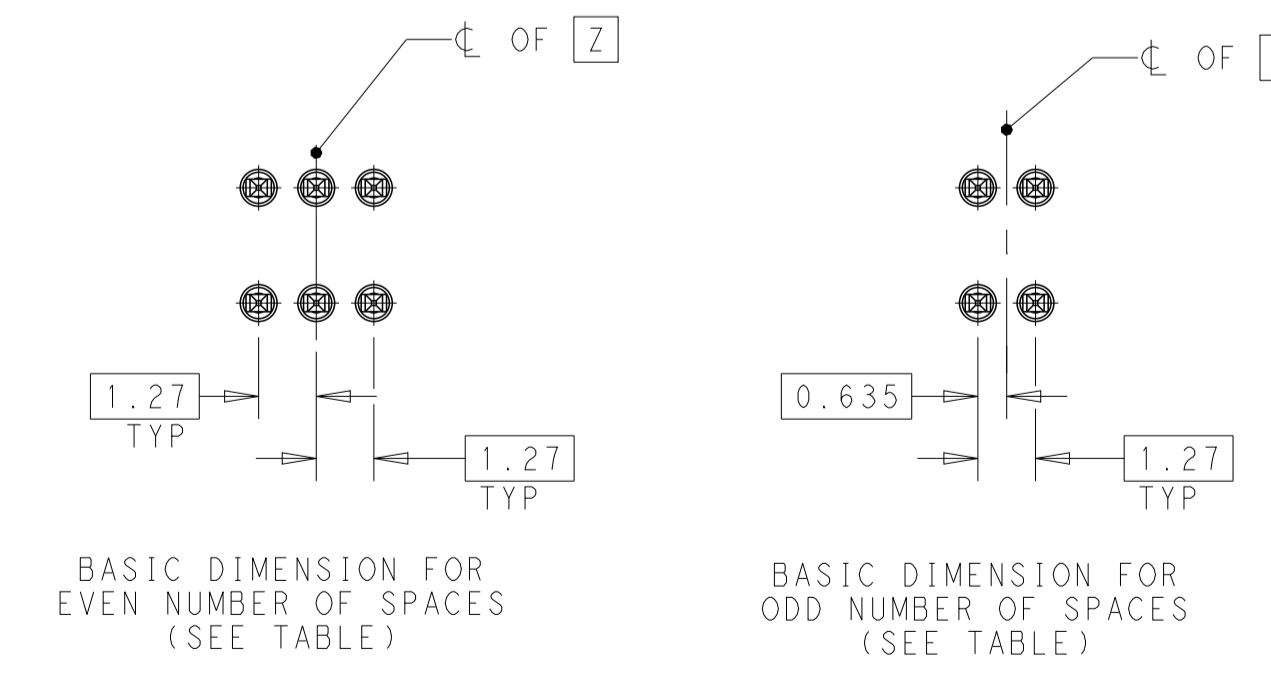 ℄ OF Z
1.27
TYP
1.27
TYP
BASIC DIMENSION FOR
EVEN NUMBER OF SPACES
(SEE TABLE)
℄ OF
0.635
1.27
TYP
BASIC DIMENSION FOR
ODD NUMBER OF SPACES
(SEE TABLE)